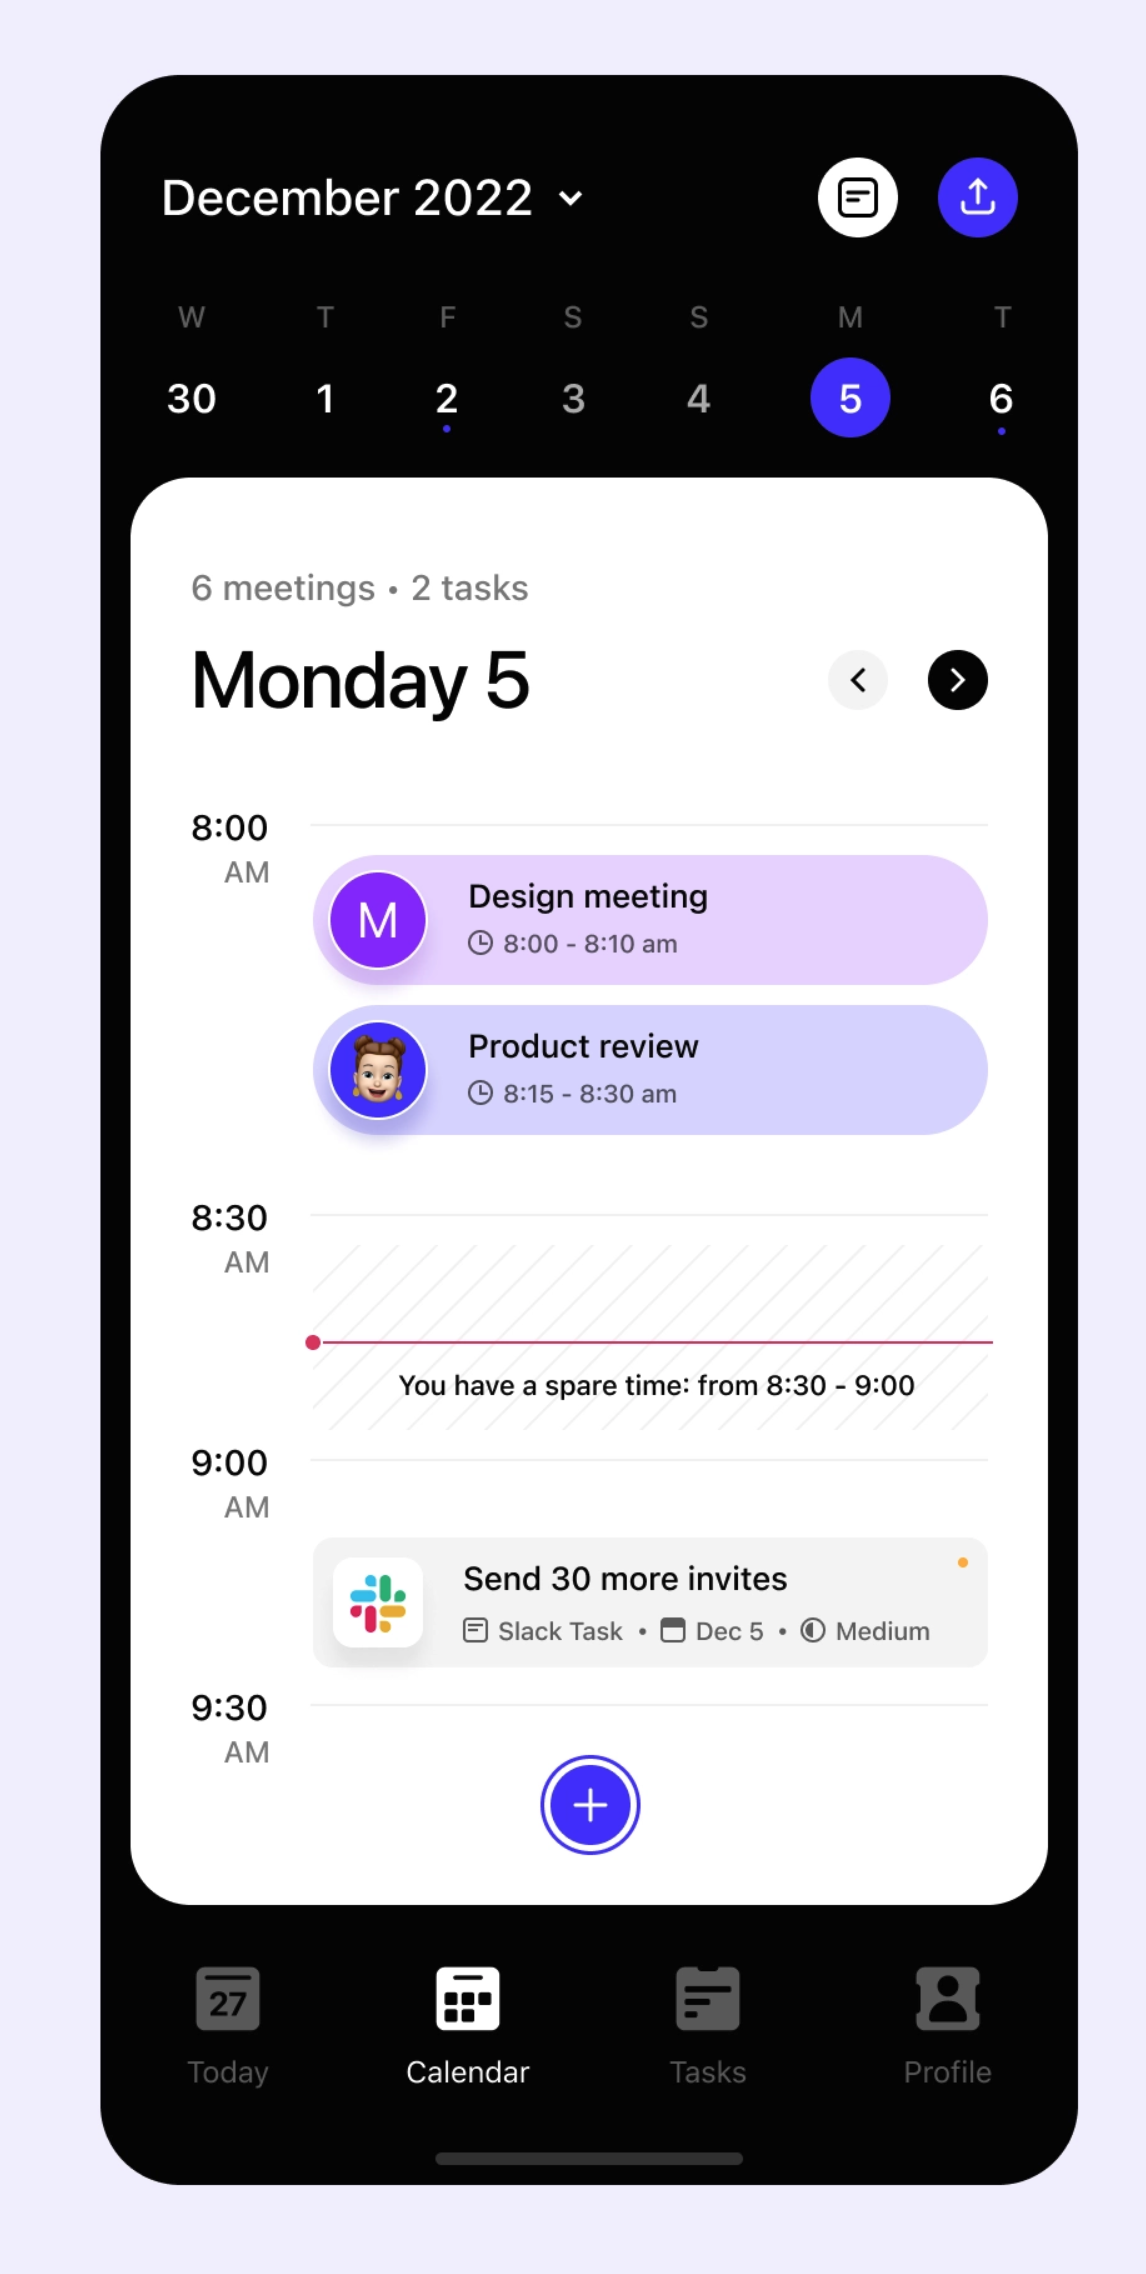 December 2022
W T F S S M T
30 1 2 3 4 5 6
6 meetings • 2 tasks
Monday 5
8:00
AM
M
Design meeting
8:00 - 8:10 am
Product review
8:15 - 8:30 am
8:30
AM
You have a spare time: from 8:30 - 9:00
9:00
AM
Send 30 more invites
Slack Task • Dec 5 • Medium
9:30
AM
27
Today Calendar Tasks Profile